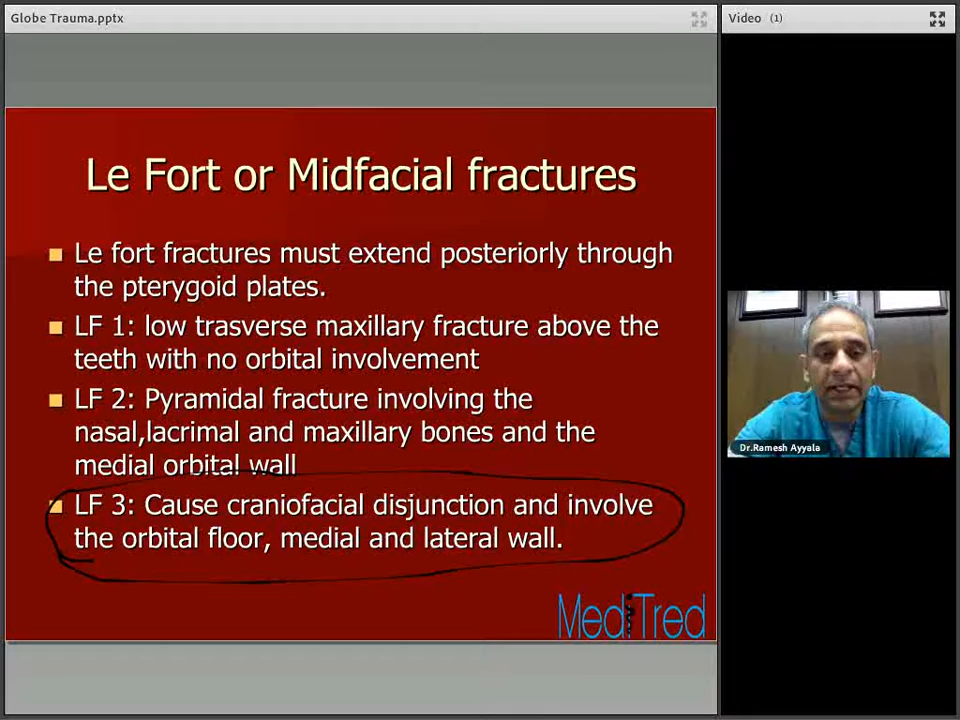 Globe Trauma.pptx
Video (1)
Le Fort or Midfacial fractures
Le fort fractures must extend posteriorly through
the pterygoid plates.
LF 1: low trasverse maxillary fracture above the
teeth with no orbital involvement
LF 2: Pyramidal fracture involving the
nasal,lacrimal and maxillary bones and the
medial orbital wall
LF 3: Cause craniofacial disjunction and involve
the orbital floor, medial and lateral wall.
Dr.Ramesh Ayyala
MediTred